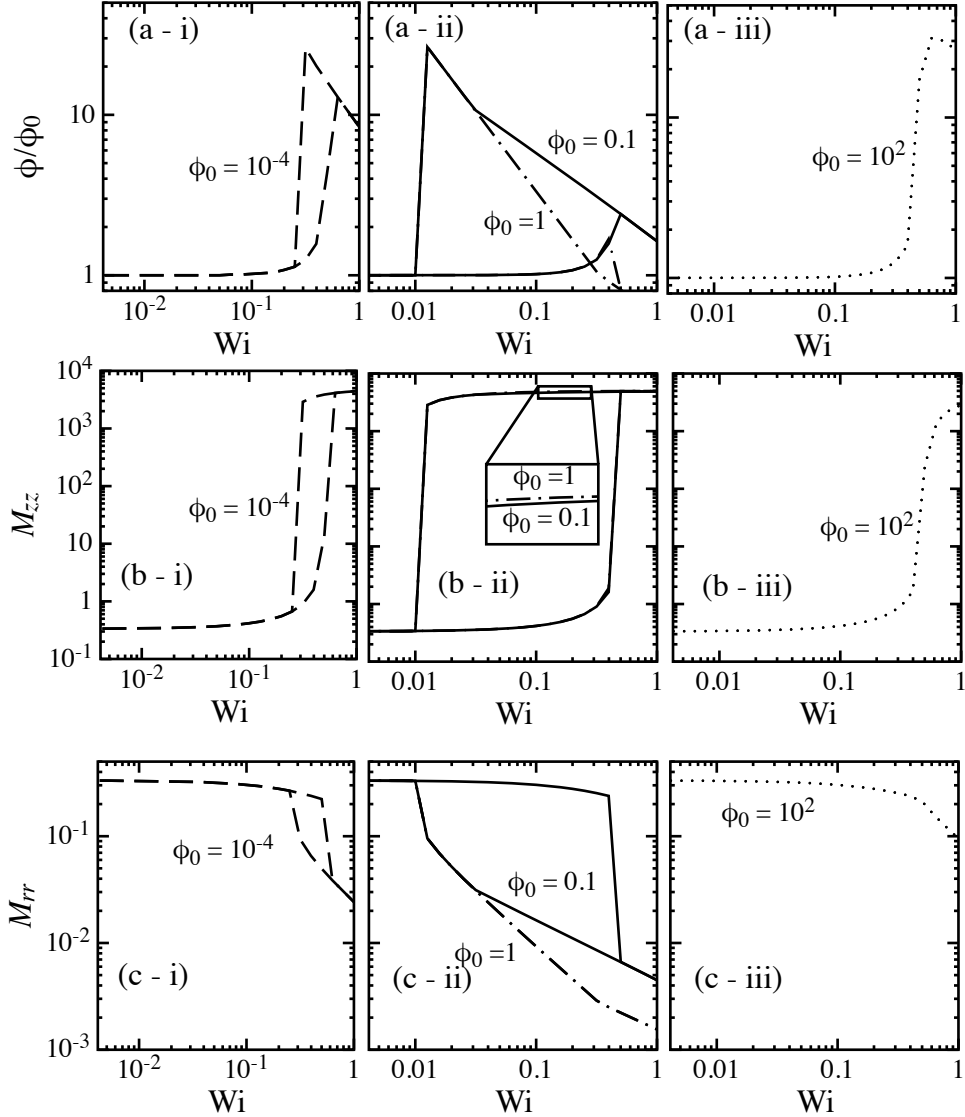 (a - i)
(a - ii)
(a - iii)
ϕ/ϕ₀
10
1
ϕ₀ = 10⁻⁴
ϕ₀ = 0.1
ϕ₀ =1
ϕ₀ = 10²
10⁻² 10⁻¹ 1
0.01 0.1 1
0.01 0.1 1
Wi
Wi
Wi
M_zz
10⁴
10³
10²
10
1
10⁻¹
ϕ₀ = 10⁻⁴
(b - i)
ϕ₀ =1
ϕ₀ = 0.1
(b - ii)
ϕ₀ = 10²
(b - iii)
10⁻² 10⁻¹ 1
0.01 0.1 1
0.01 0.1 1
Wi
Wi
Wi
M_rr
10⁻¹
10⁻²
10⁻³
ϕ₀ = 10⁻⁴
(c - i)
ϕ₀ = 0.1
ϕ₀ =1
(c - ii)
ϕ₀ = 10²
(c - iii)
10⁻² 10⁻¹ 1
0.01 0.1 1
0.01 0.1 1
Wi
Wi
Wi